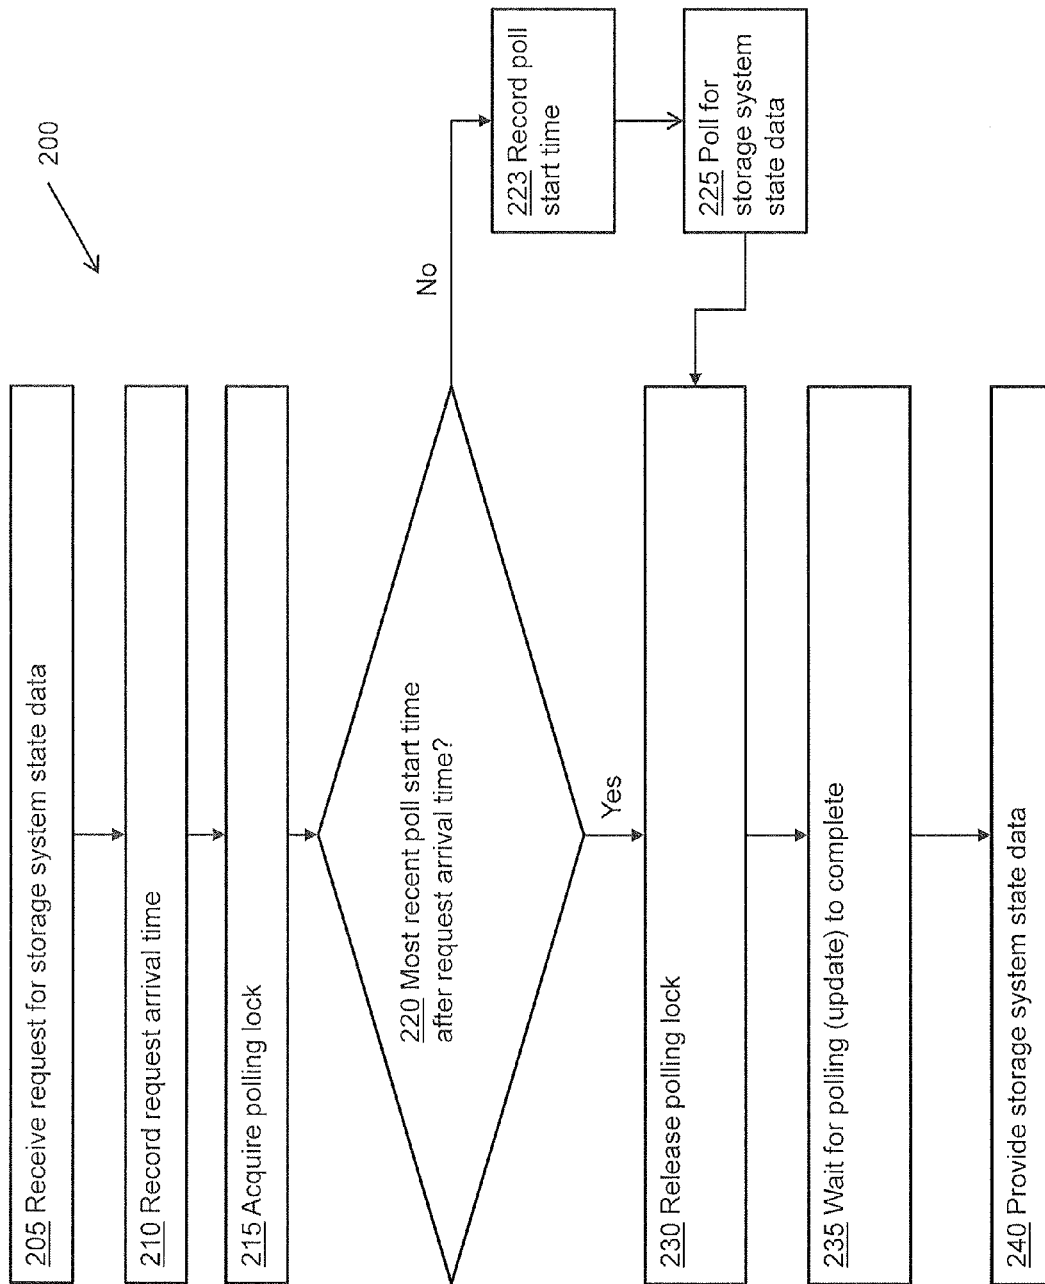 200
205 Receive request for storage system state data
210 Record request arrival time
215 Acquire polling lock
220 Most recent poll start time
after request arrival time?
No
223 Record poll
start time
225 Poll for
storage system
state data
Yes
230 Release polling lock
235 Wait for polling (update) to complete
240 Provide storage system state data